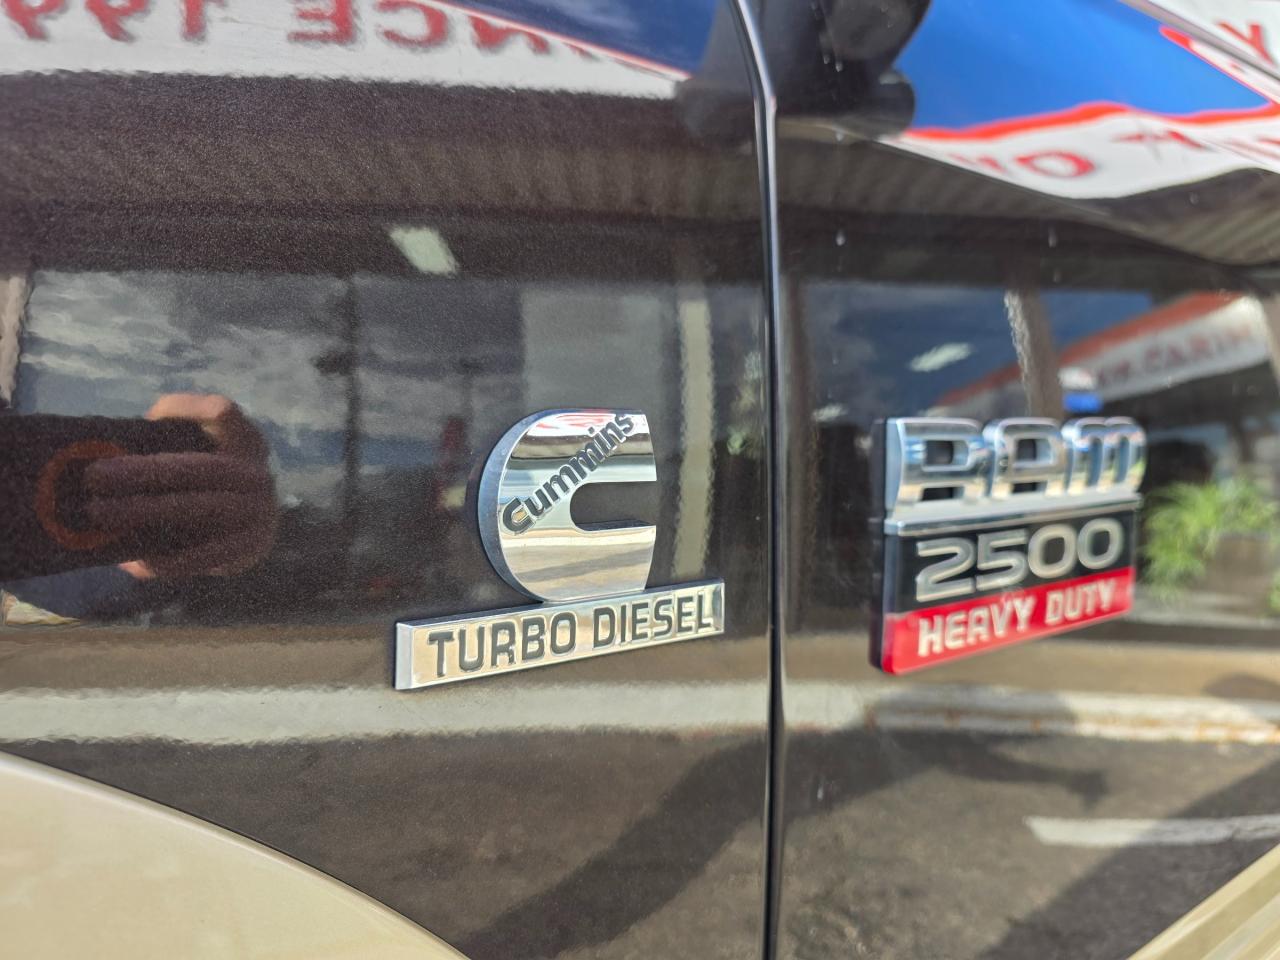 Cummins
TURBO DIESEL
RAM
2500
HEAVY DUTY